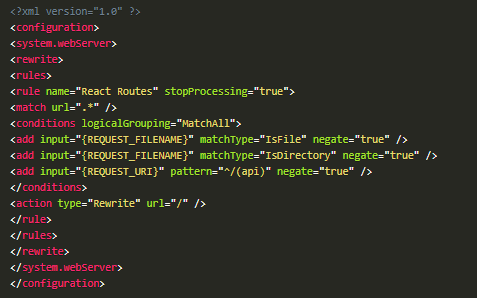 <?xml version="1.0" ?>
<configuration>
<system.webServer>
<rewrite>
<rules>
<rule name="React Routes" stopProcessing="true">
<match url=".*" />
<conditions logicalGrouping="MatchAll">
<add input="{REQUEST_FILENAME}" matchType="IsFile" negate="true" />
<add input="{REQUEST_FILENAME}" matchType="IsDirectory" negate="true" />
<add input="{REQUEST_URI}" pattern="^/(api)" negate="true" />
</conditions>
<action type="Rewrite" url="/" />
</rule>
</rules>
</rewrite>
</system.webServer>
</configuration>